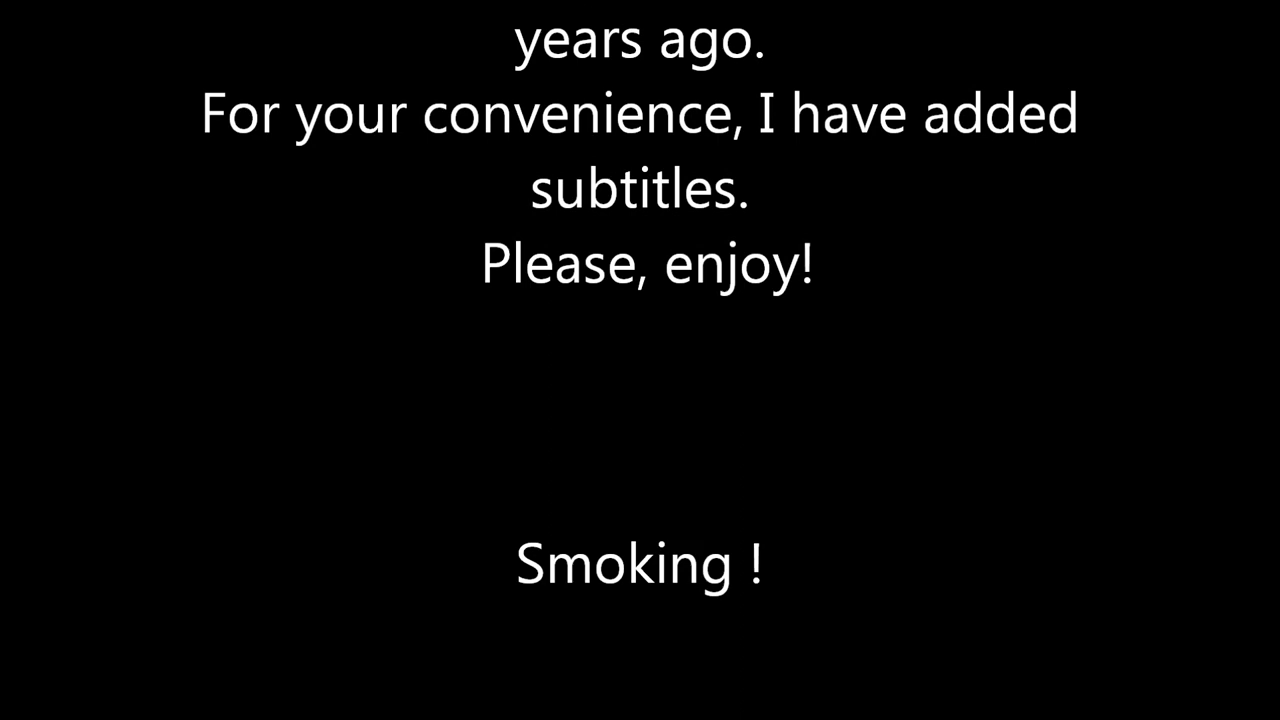 years ago.
For your convenience, I have added
subtitles.
Please, enjoy!
Smoking !